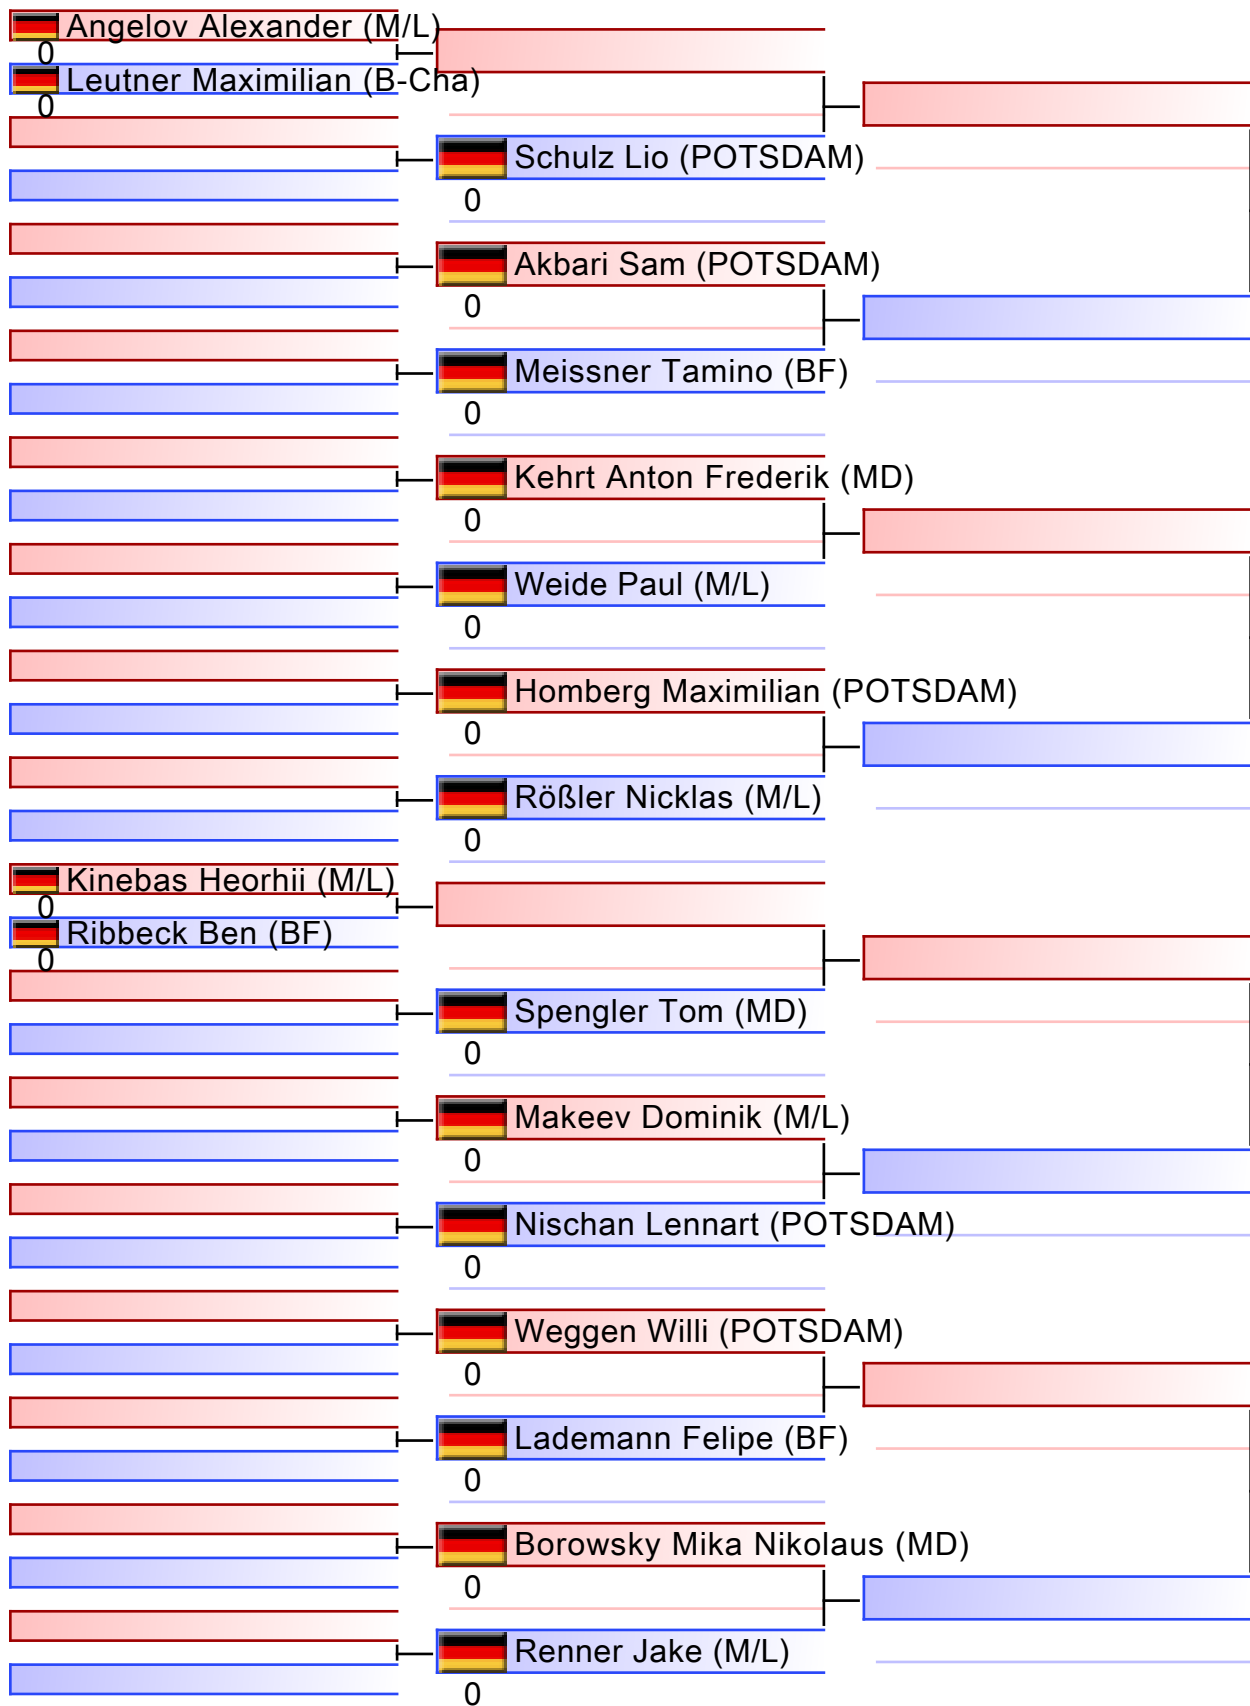 Angelov Alexander (M/L)
0
Leutner Maximilian (B-Cha)
0
Schulz Lio (POTSDAM)
0
Akbari Sam (POTSDAM)
0
Meissner Tamino (BF)
0
Kehrt Anton Frederik (MD)
0
Weide Paul (M/L)
0
Homberg Maximilian (POTSDAM)
0
Rößler Nicklas (M/L)
0
Kinebas Heorhii (M/L)
0
Ribbeck Ben (BF)
0
Spengler Tom (MD)
0
Makeev Dominik (M/L)
0
Nischan Lennart (POTSDAM)
0
Weggen Willi (POTSDAM)
0
Lademann Felipe (BF)
0
Borowsky Mika Nikolaus (MD)
0
Renner Jake (M/L)
0